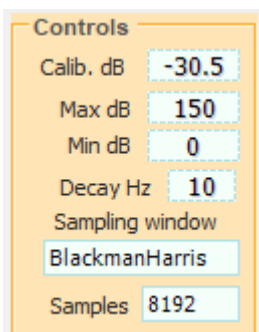 Controls
Calib. dB -30.5
Max dB 150
Min dB 0
Decay Hz 10
Sampling window
BlackmanHarris
Samples 8192